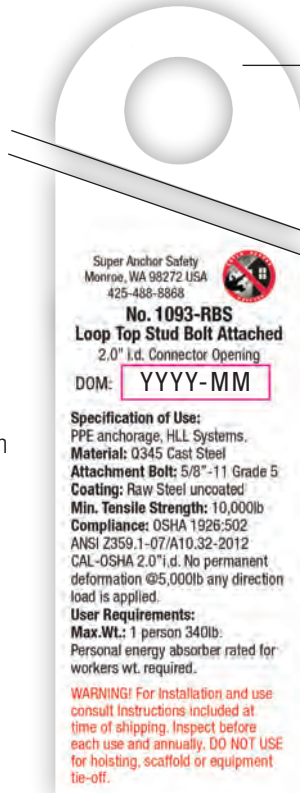 Super Anchor Safety
Monroe, WA 98272 USA
425-488-8868
No. 1093-RBS
Loop Top Stud Bolt Attached
2.0" i.d. Connector Opening
DOM: YYYY-MM
Specification of Use:
PPE anchorage, HLL Systems.
Material: Q345 Cast Steel
Attachment Bolt: 5/8"-11 Grade 5
Coating: Raw Steel uncoated
Min. Tensile Strength: 10,000lb
Compliance: OSHA 1926:502
ANSI Z359.1-07/A10.32-2012
CAL-OSHA 2.0"i.d. No permanent
deformation @5,000lb any direction
load is applied.
User Requirements:
Max.Wt.: 1 person 340lb.
Personal energy absorber rated for
workers wt. required.
WARNING! For Installation and use
consult Instructions included at
time of shipping. Inspect before
each use and annually. DO NOT USE
for hoisting, scaffold or equipment
tie-off.